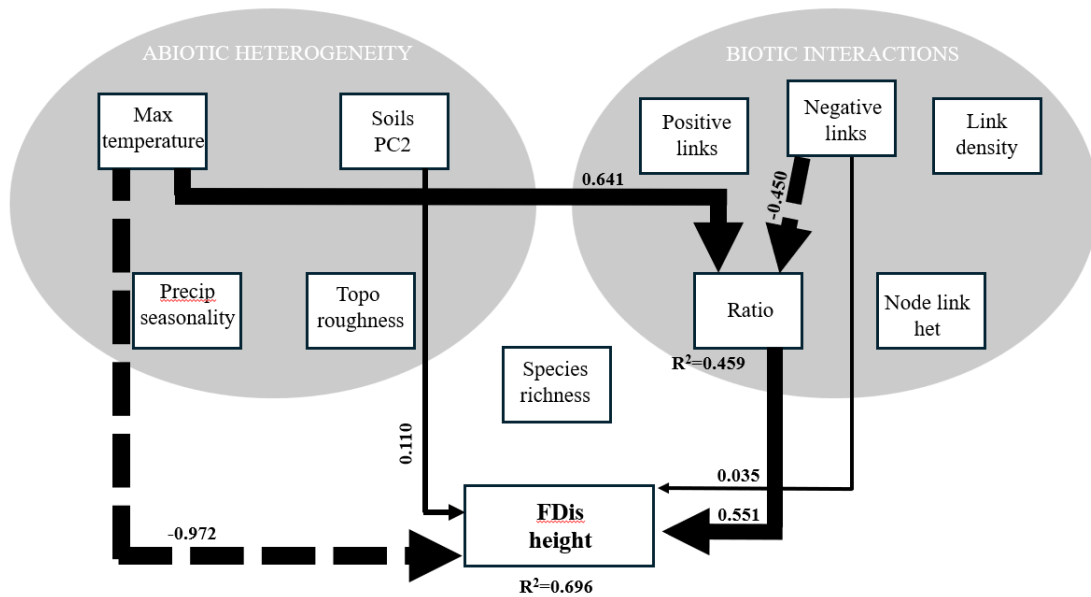 ABIOTIC HETEROGENEITY
BIOTIC INTERACTIONS
Max
temperature
Soils
PC2
Positive
links
Negative
links
Link
density
0.641
-0.450
Precip
seasonality
Topo
roughness
Ratio
Node link
het
R²=0.459
Species
richness
0.110
0.035
FDis
height
0.551
-0.972
R²=0.696